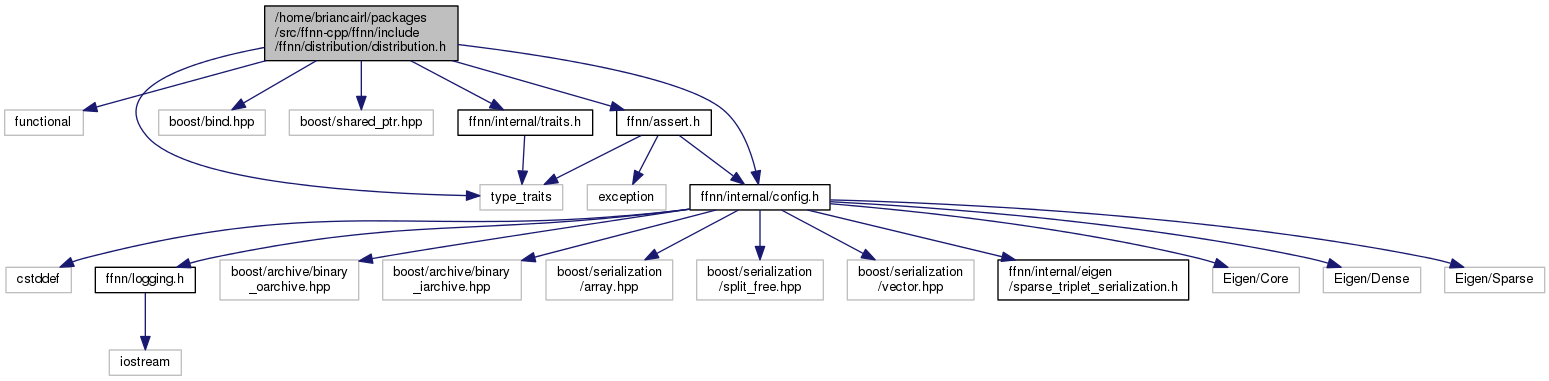 /home/briancairl/packages
/src/ffnn-cpp/ffnn/include
/ffnn/distribution/distribution.h
functional
boost/bind.hpp
boost/shared_ptr.hpp
ffnn/internal/traits.h
ffnn/assert.h
type_traits
exception
ffnn/internal/config.h
cstddef
ffnn/logging.h
boost/archive/binary
_oarchive.hpp
boost/archive/binary
_iarchive.hpp
boost/serialization
/array.hpp
boost/serialization
/split_free.hpp
boost/serialization
/vector.hpp
ffnn/internal/eigen
/sparse_triplet_serialization.h
Eigen/Core
Eigen/Dense
Eigen/Sparse
iostream